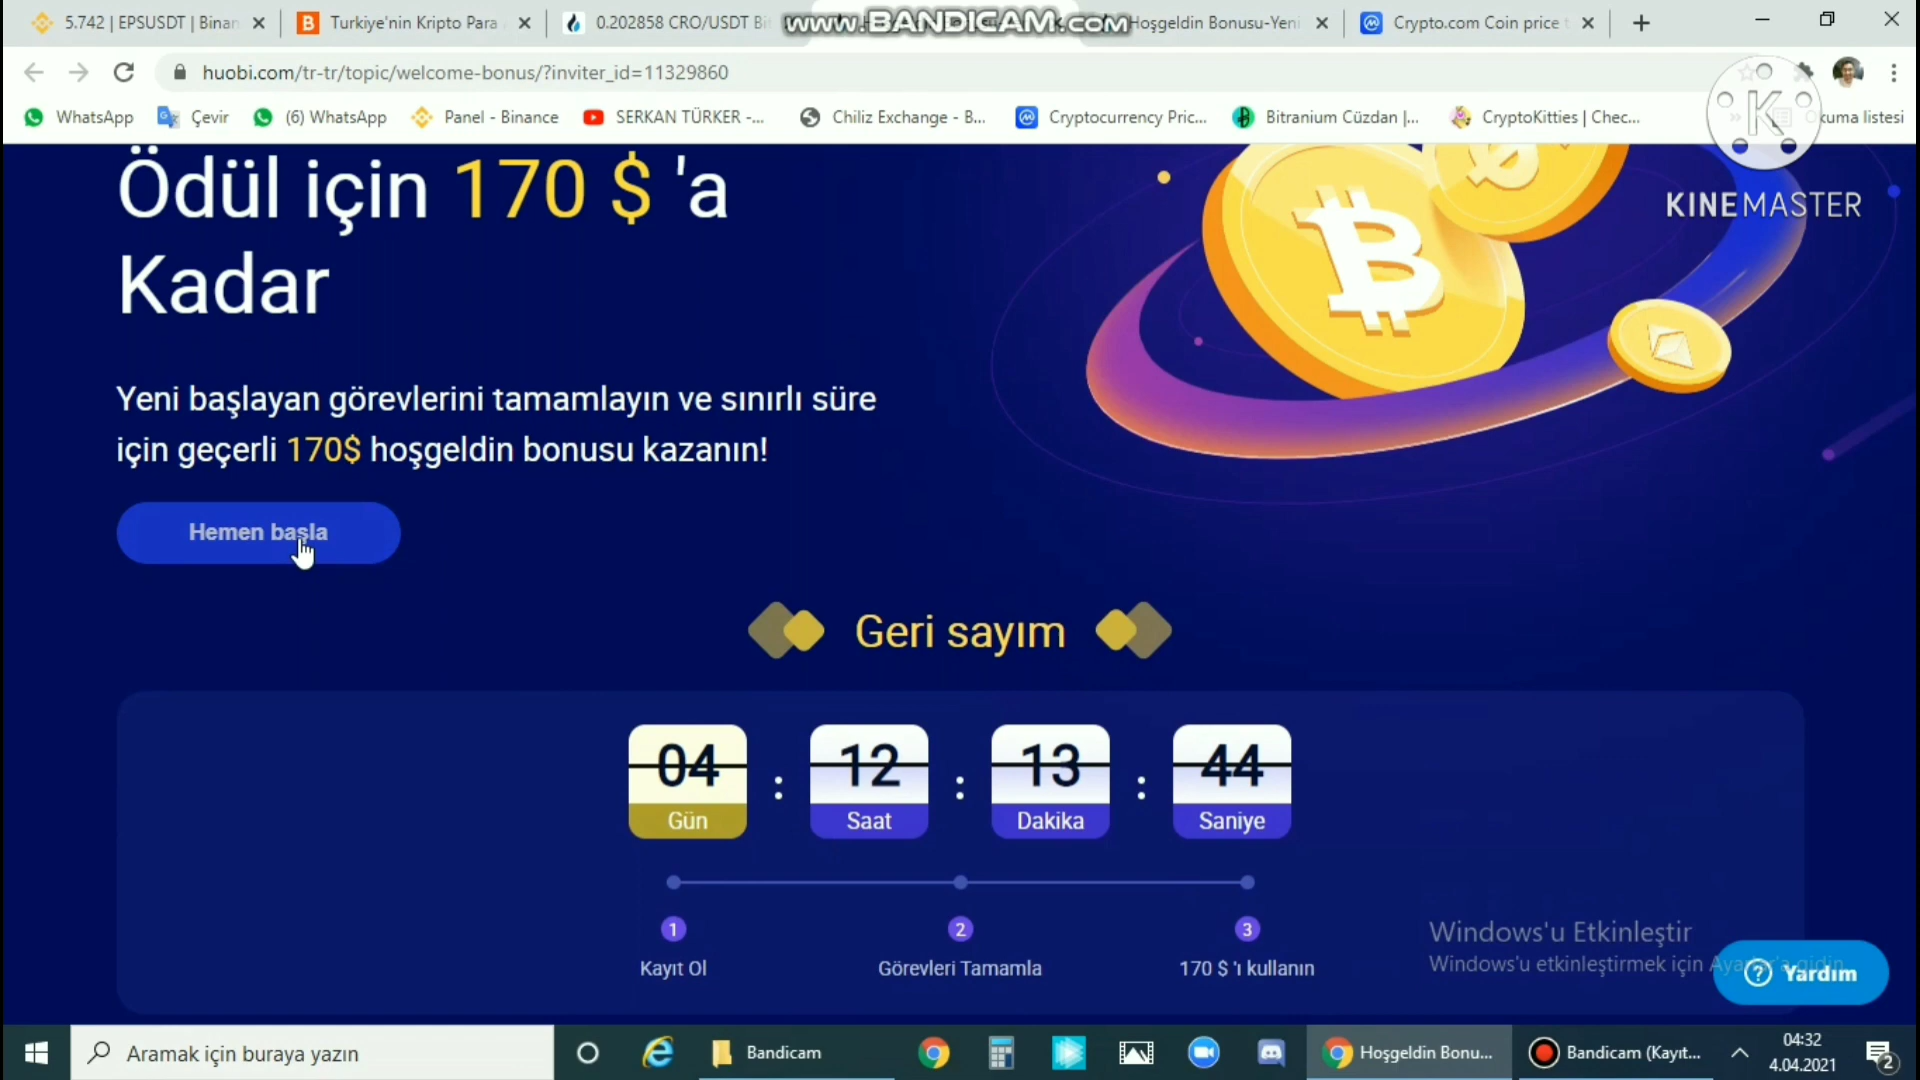 5.742 | EPSUSDT | Binan
Turkiye'nin Kripto Para
0.202858 CRO/USDT Bi
www.BANDICAM.com
Hoşgeldin Bonusu-Yeni
Crypto.com Coin price t
huobi.com/tr-tr/topic/welcome-bonus/?inviter_id=11329860
WhatsApp
Çevir
(6) WhatsApp
Panel - Binance
SERKAN TÜRKER -...
Chiliz Exchange - B...
Cryptocurrency Pric...
Bitranium Cüzdan |...
CryptoKitties | Chec...
kuma listesi
K
KINEMASTER
Ödül için 170 $ 'a
Kadar
Yeni başlayan görevlerini tamamlayın ve sınırlı süre
için geçerli 170$ hoşgeldin bonusu kazanın!
Hemen başla
Geri sayım
04 : 12 : 13 : 44
Gün Saat Dakika Saniye
1 2 3
Kayıt Ol Görevleri Tamamla 170 $ 'ı kullanın
Windows'u Etkinleştir
Windows'u etkinleştirmek için
Yardım
Aramak için buraya yazın
Bandicam
Hoşgeldin Bonu...
Bandicam (Kayıt...
04:32
4.04.2021
2